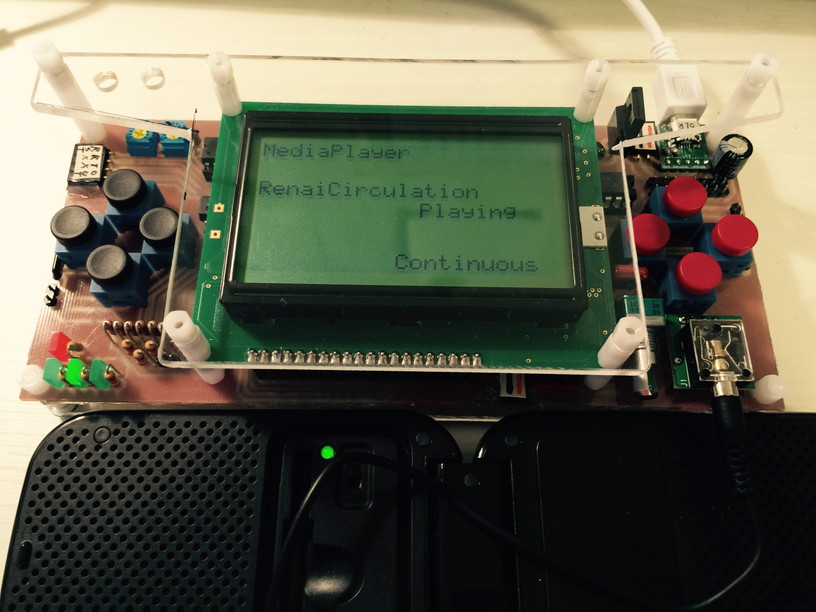 MediaPlayer
RenaiCirculation
Playing
Continuous